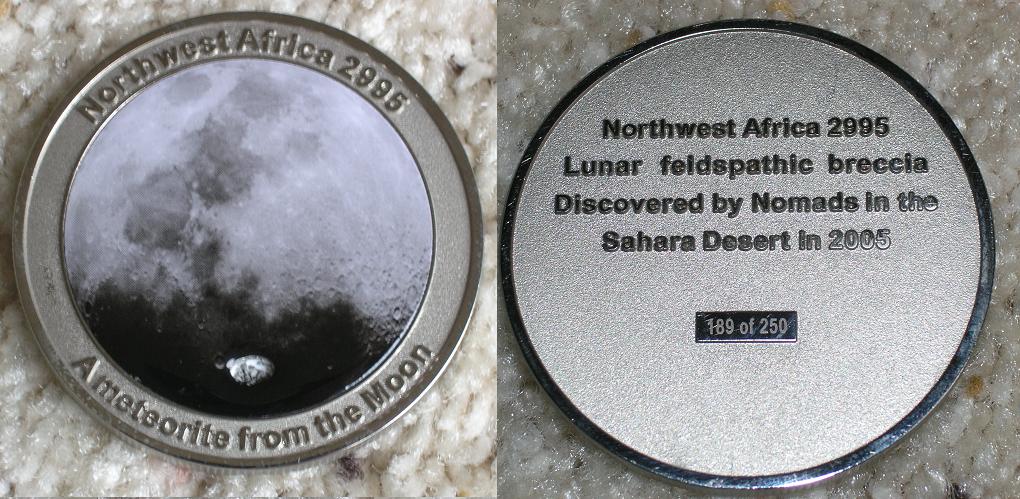 Northwest Africa 2995
A meteorite from the Moon
Northwest Africa 2995
Lunar feldspathic breccia
Discovered by Nomads in the
Sahara Desert in 2005
189 of 250